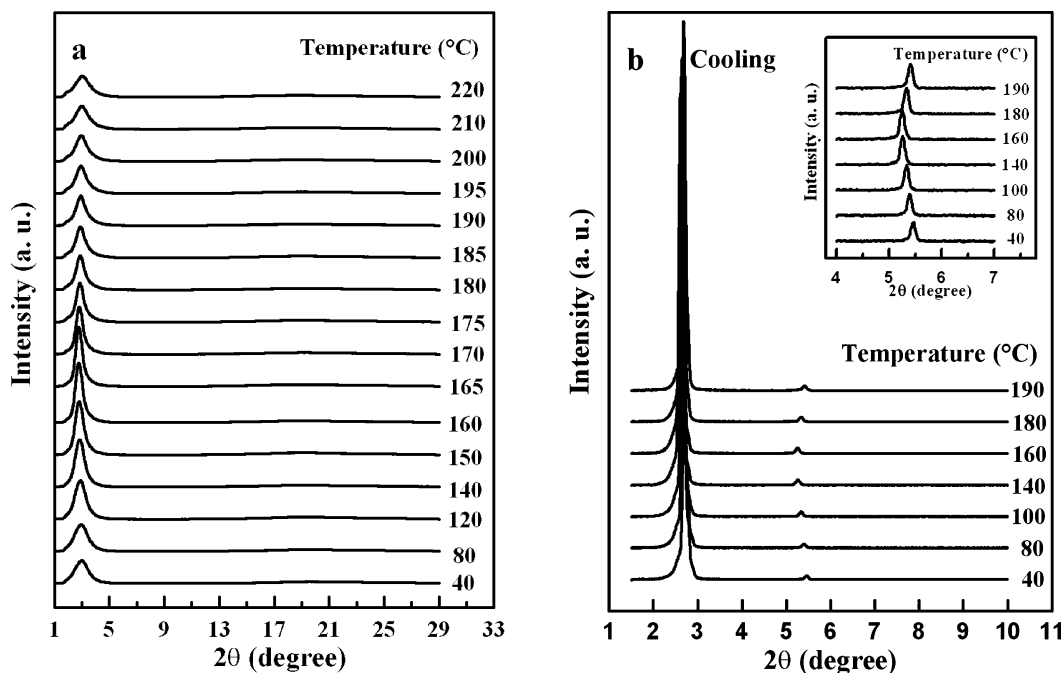 a
Temperature (°C)
220
210
200
195
190
185
180
175
170
165
160
150
140
120
80
40
Intensity (a. u.)
1 5 9 13 17 21 25 29 33
2θ (degree)
b
Cooling
Temperature (°C)
190
180
160
140
100
80
40
Intensity (a. u.)
4 5 6 7
2θ (degree)
Temperature (°C)
190
180
160
140
100
80
40
Intensity (a. u.)
1 2 3 4 5 6 7 8 9 10 11
2θ (degree)